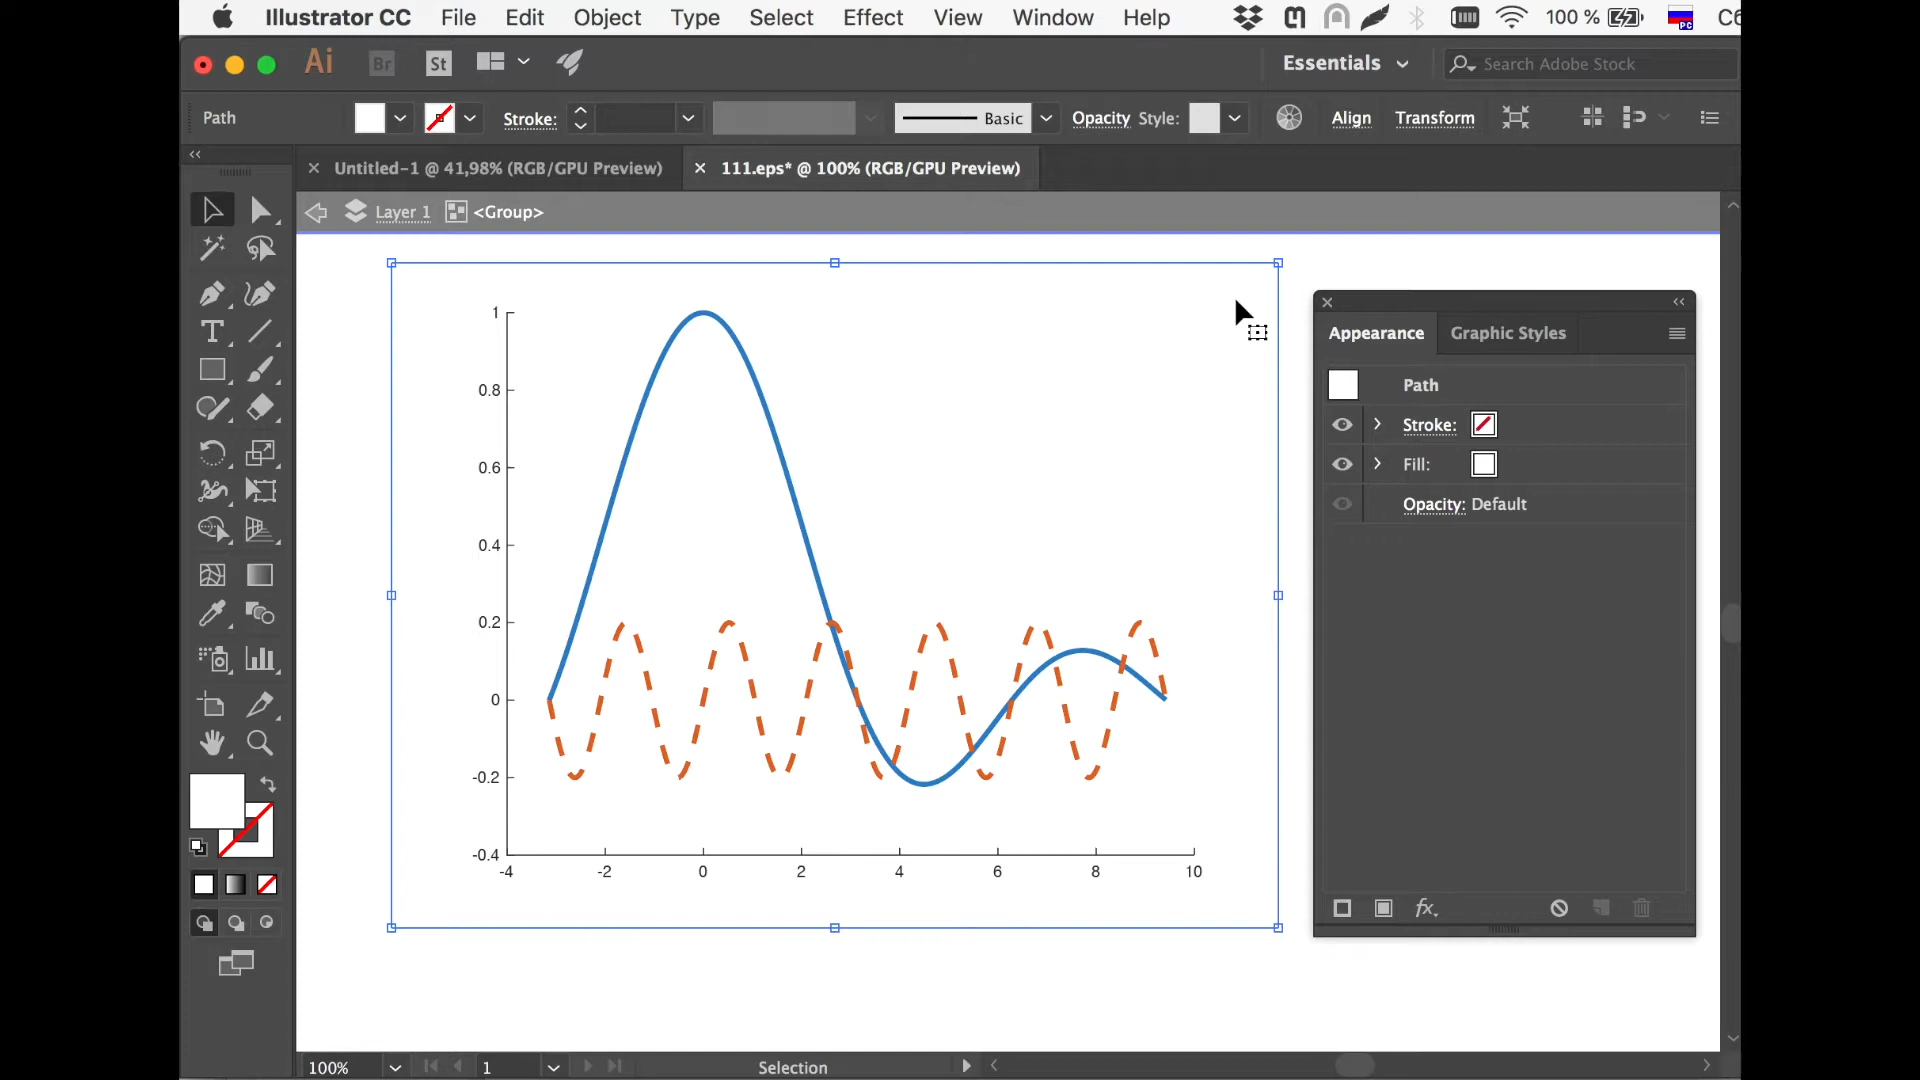 Illustrator CC File Edit Object Type Select Effect View Window Help 100 %
Ai Br St Essentials Search Adobe Stock
Path Stroke: Basic Opacity Style: Align Transform
Untitled-1 @ 41,98% (RGB/GPU Preview) 111.eps* @ 100% (RGB/GPU Preview)
Layer 1 <Group>
Appearance Graphic Styles
Path
Stroke:
Fill:
Opacity: Default
fx
1
0.8
0.6
0.4
0.2
0
-0.2
-0.4
-4 -2 0 2 4 6 8 10
100% 1 Selection